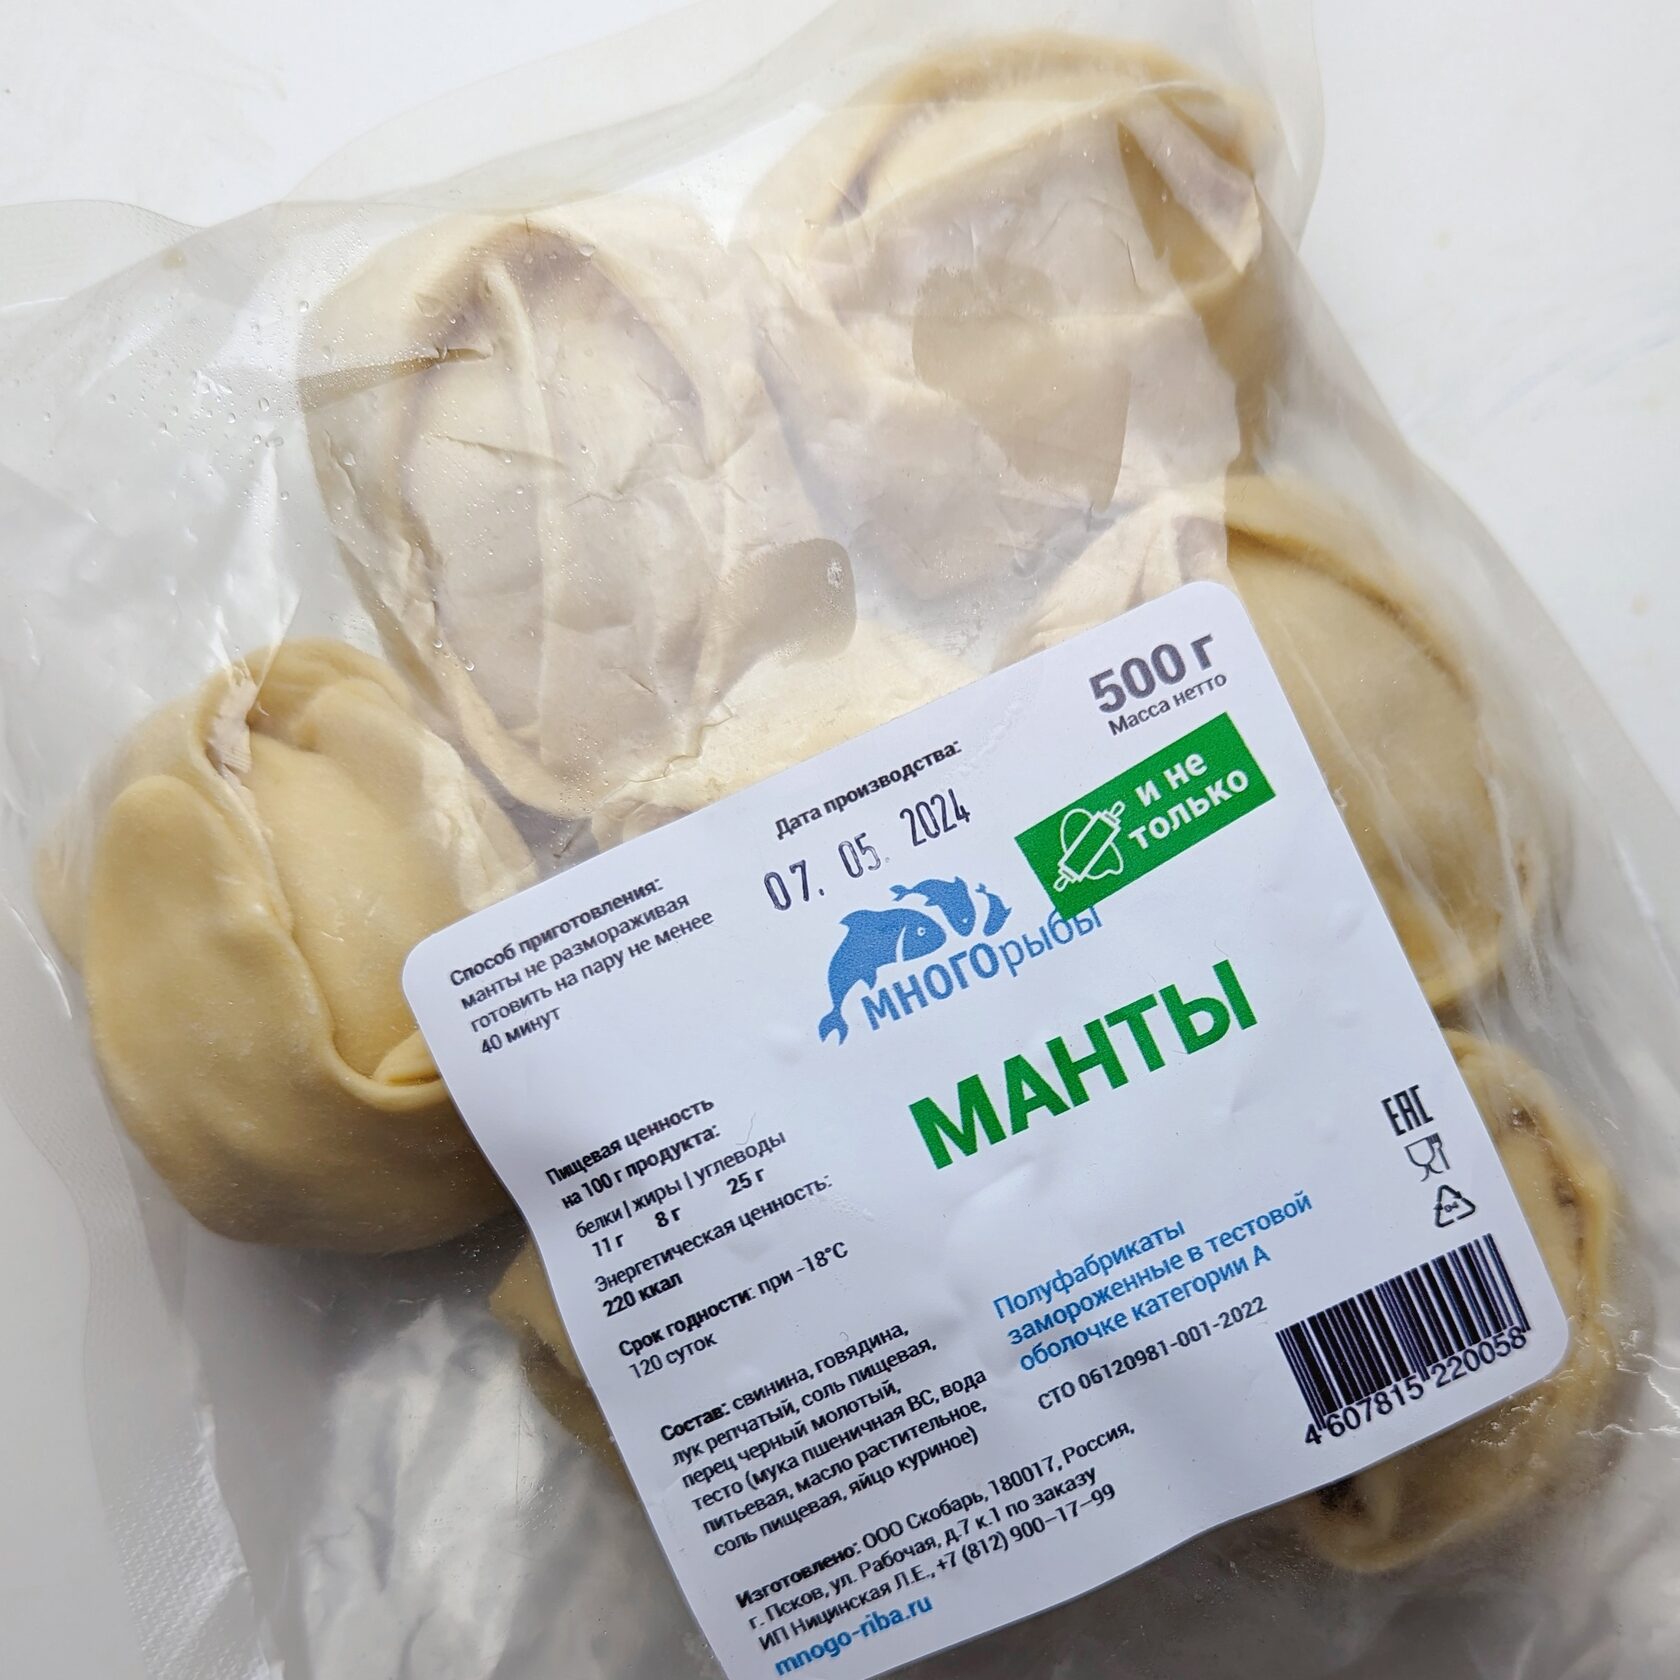 500 г
Масса нетто
Дата производства:
07. 05. 2024
и не
только
МНОГОрыбы
МАНТЫ
Способ приготовления:
манты не размораживая
готовить на пару не менее
40 минут
Пищевая ценность
на 100 г продукта:
белки | жиры | углеводы
11 г 8 г 25 г
Энергетическая ценность:
220 ккал
Срок годности: при -18°С
120 суток
Состав: свинина, говядина,
лук репчатый, соль пищевая,
перец черный молотый,
тесто (мука пшеничная ВС, вода
питьевая, масло растительное,
соль пищевая, яйцо куриное)
Изготовлено: ООО Скобарь, 180017, Россия,
г. Псков, ул. Рабочая, д.7 к.1 по заказу
ИП Ницинская Л.Е., +7 (812) 900-17-99
mnogo-riba.ru
Полуфабрикаты
замороженные в тестовой
оболочке категории А
СТО 06120981-001-2022
EAC
04
4 607815 220058